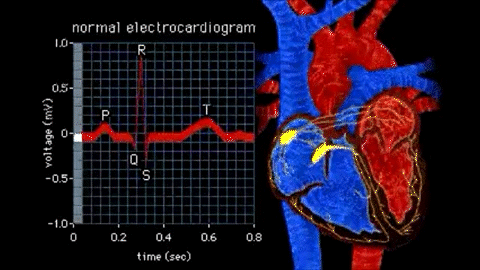 normal electrocardiogram
1.0
R
0.5
P
T
0
Q
S
-0.5
-1.0
0
0.2
0.4
0.6
0.8
voltage (mV)
time (sec)